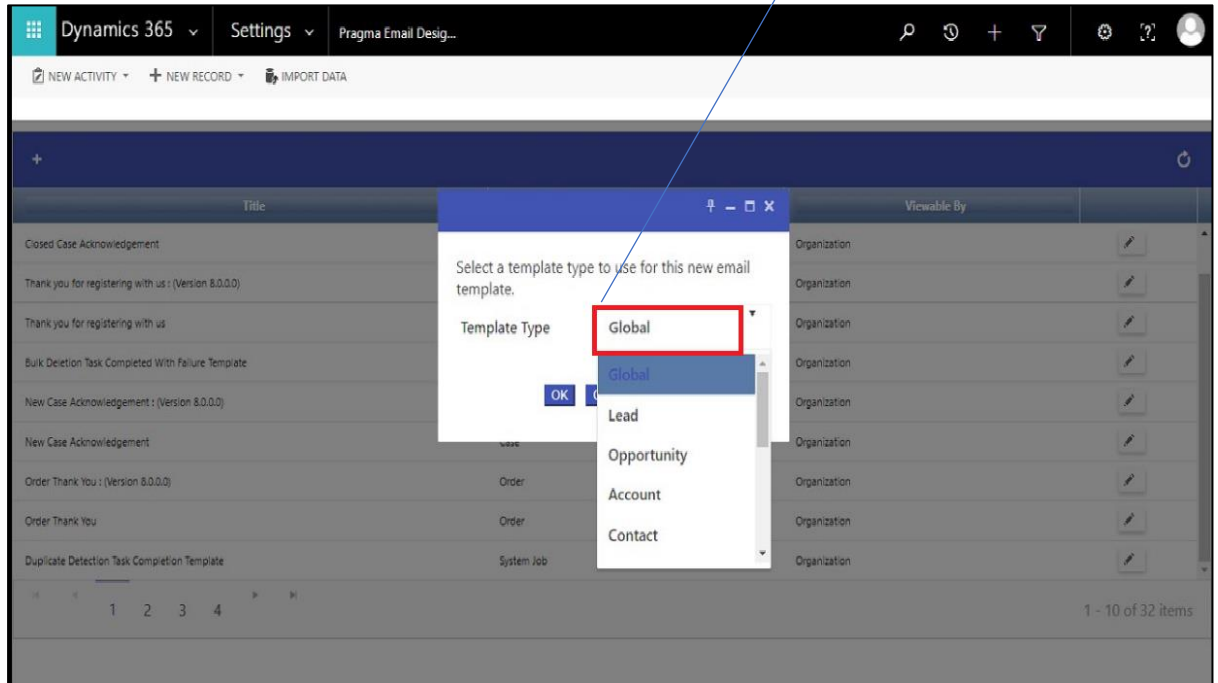 Dynamics 365 Settings Pragma Email Desig...
NEW ACTIVITY NEW RECORD IMPORT DATA
Title Viewable By
Closed Case Acknowledgement Organization
Thank you for registering with us : (Version 8.0.0.0) Organization
Thank you for registering with us Organization
Bulk Deletion Task Completed With Failure Template Organization
New Case Acknowledgement : (Version 8.0.0.0) Organization
New Case Acknowledgement Case Organization
Order Thank You : (Version 8.0.0.0) Order Organization
Order Thank You Order Organization
Duplicate Detection Task Completion Template System Job Organization
Select a template type to use for this new email
template.
Template Type Global
OK
Global
Lead
Opportunity
Account
Contact
1 2 3 4
1 - 10 of 32 items